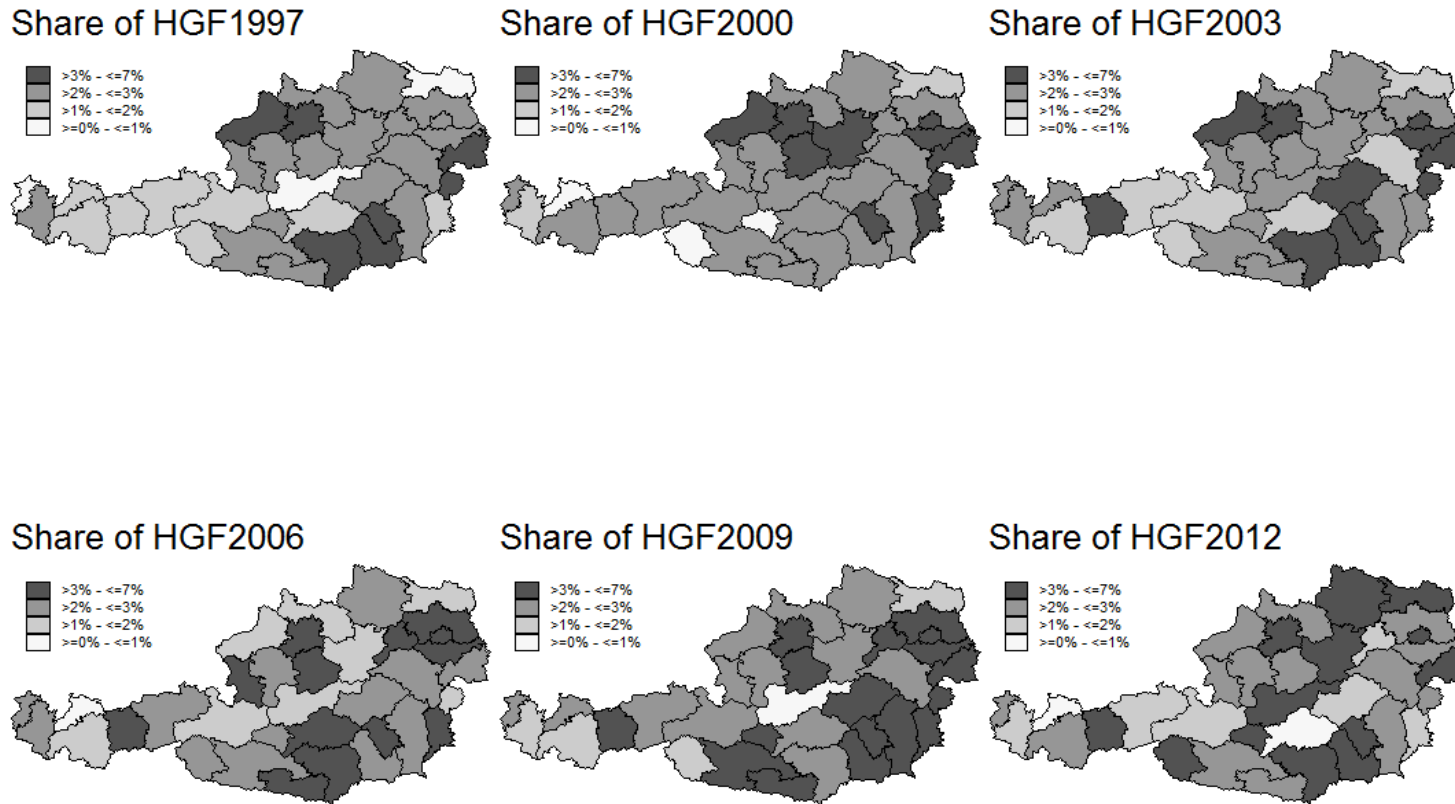 Share of HGF1997
>3% - <=7%
>2% - <=3%
>1% - <=2%
>=0% - <=1%
Share of HGF2000
>3% - <=7%
>2% - <=3%
>1% - <=2%
>=0% - <=1%
Share of HGF2003
>3% - <=7%
>2% - <=3%
>1% - <=2%
>=0% - <=1%
Share of HGF2006
>3% - <=7%
>2% - <=3%
>1% - <=2%
>=0% - <=1%
Share of HGF2009
>3% - <=7%
>2% - <=3%
>1% - <=2%
>=0% - <=1%
Share of HGF2012
>3% - <=7%
>2% - <=3%
>1% - <=2%
>=0% - <=1%